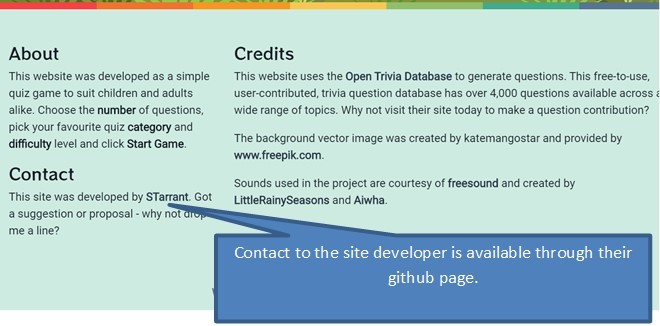 About
This website was developed as a simple
quiz game to suit children and adults
alike. Choose the number of questions,
pick your favourite quiz category and
difficulty level and click Start Game.
Contact
This site was developed by STarrant. Got
a suggestion or proposal - why not drop
me a line?
Credits
This website uses the Open Trivia Database to generate questions. This free-to-use,
user-contributed, trivia question database has over 4,000 questions available across a
wide range of topics. Why not visit their site today to make a question contribution?
The background vector image was created by katemangostar and provided by
www.freepik.com.
Sounds used in the project are courtesy of freesound and created by
LittleRainySeasons and Aiwha.
Contact to the site developer is available through their
github page.